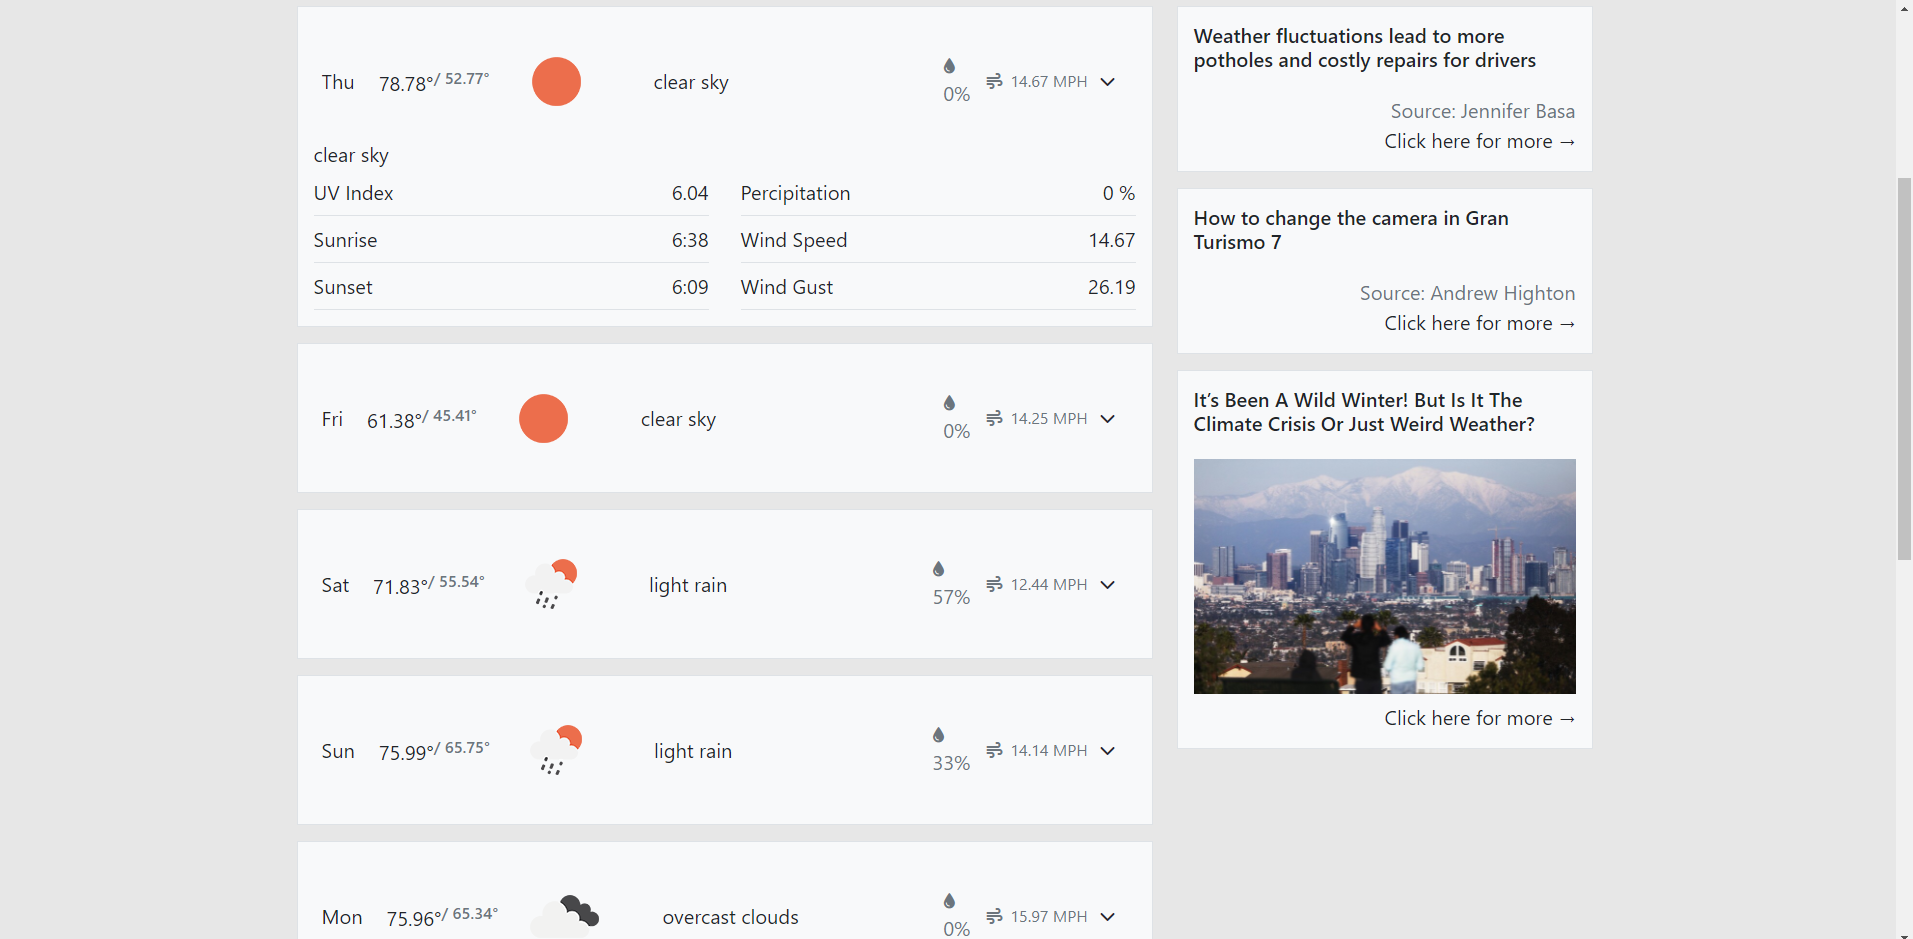 Thu 78.78°/ 52.77° clear sky 0% 14.67 MPH
clear sky
UV Index 6.04
Sunrise 6:38
Sunset 6:09
Percipitation 0 %
Wind Speed 14.67
Wind Gust 26.19
Fri 61.38°/ 45.41° clear sky 0% 14.25 MPH
Sat 71.83°/ 55.54° light rain 57% 12.44 MPH
Sun 75.99°/ 65.75° light rain 33% 14.14 MPH
Mon 75.96°/ 65.34° overcast clouds 0% 15.97 MPH
Weather fluctuations lead to more
potholes and costly repairs for drivers
Source: Jennifer Basa
Click here for more →
How to change the camera in Gran
Turismo 7
Source: Andrew Highton
Click here for more →
It’s Been A Wild Winter! But Is It The
Climate Crisis Or Just Weird Weather?
Click here for more →